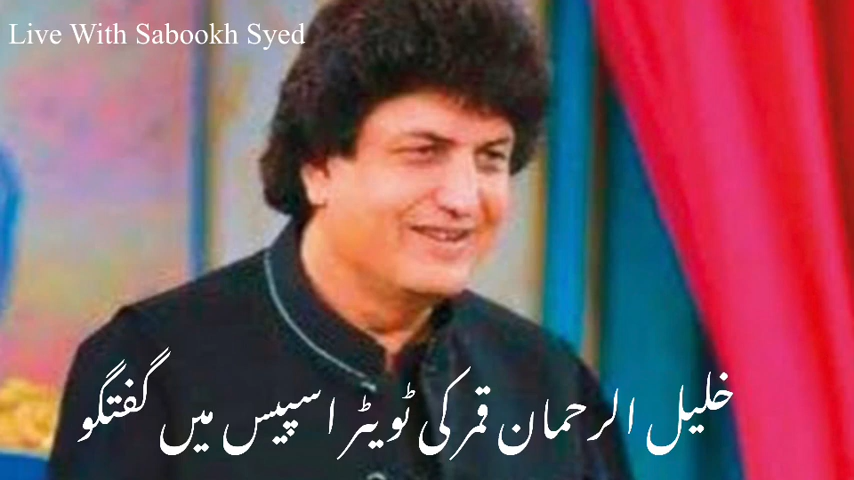 Live With Sabookh Syed
خلیل الرحمان قمر کی ٹویٹر اسپیس میں گفتگو